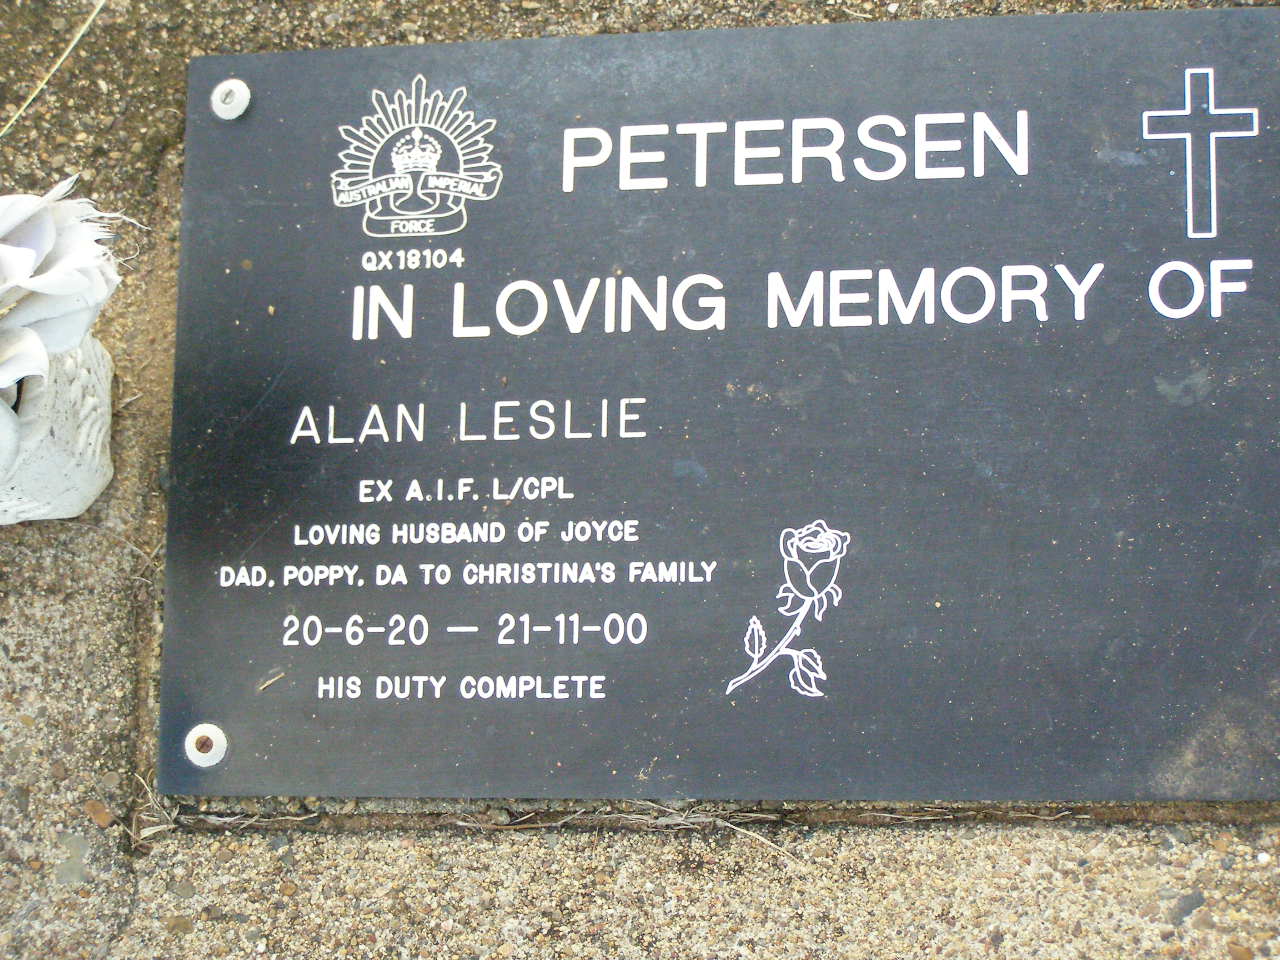 PETERSEN
AUSTRALIAN IMPERIAL
FORCE
QX18104
IN LOVING MEMORY OF
ALAN LESLIE
EX A.I.F. L/CPL
LOVING HUSBAND OF JOYCE
DAD, POPPY, DA TO CHRISTINA'S FAMILY
20-6-20 — 21-11-00
HIS DUTY COMPLETE